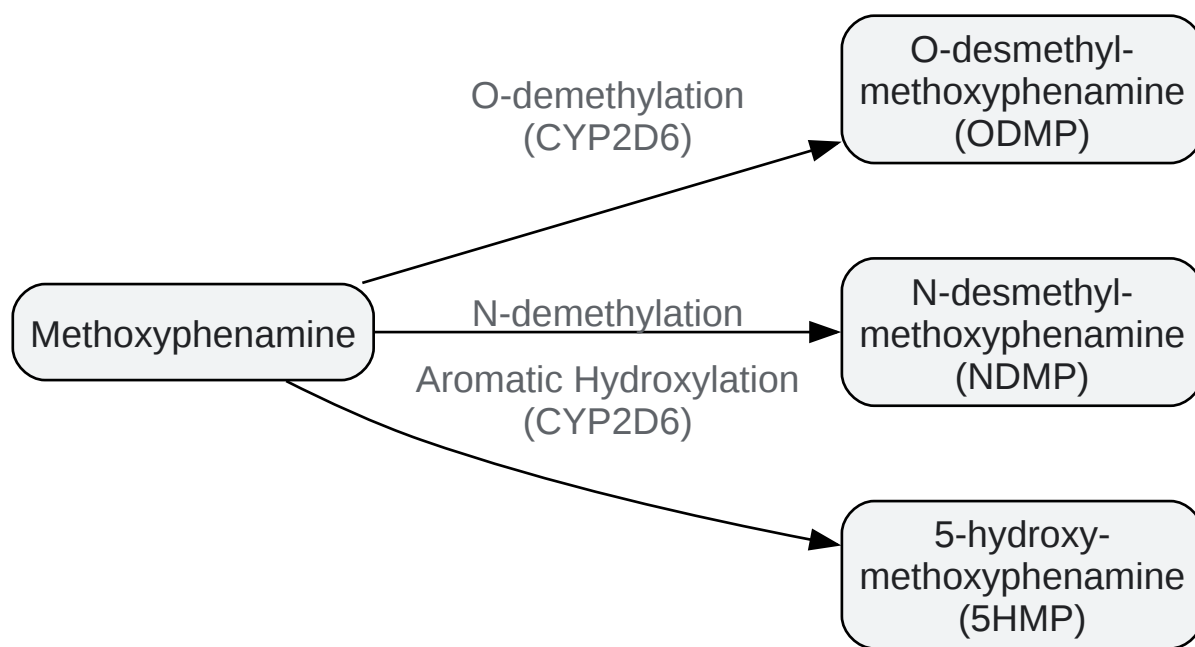 Methoxyphenamine
O-demethylation
(CYP2D6)
O-desmethyl-
methoxyphenamine
(ODMP)
N-demethylation
N-desmethyl-
methoxyphenamine
(NDMP)
Aromatic Hydroxylation
(CYP2D6)
5-hydroxy-
methoxyphenamine
(5HMP)